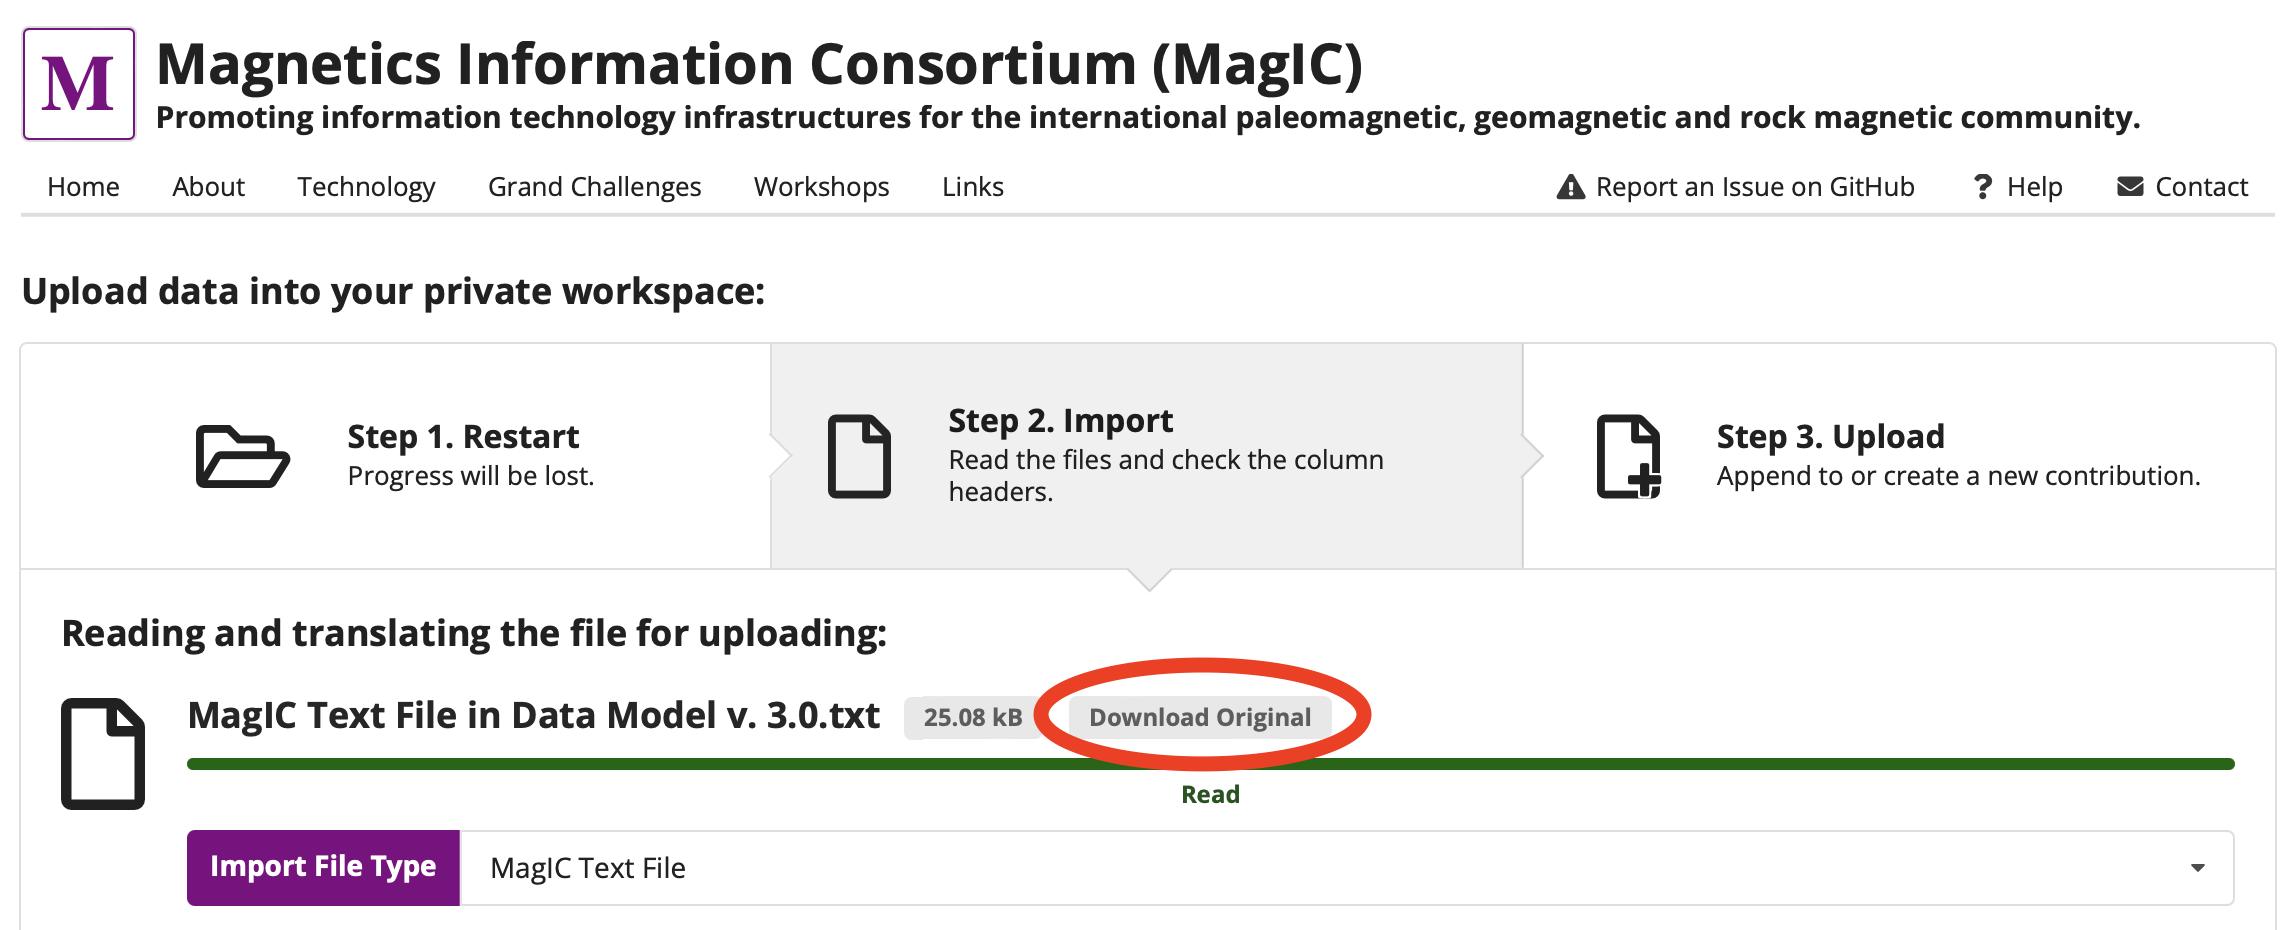 M
Magnetics Information Consortium (MagIC)
Promoting information technology infrastructures for the international paleomagnetic, geomagnetic and rock magnetic community.
Home About Technology Grand Challenges Workshops Links Report an Issue on GitHub ? Help Contact
Upload data into your private workspace:
Step 1. Restart
Progress will be lost.
Step 2. Import
Read the files and check the column
headers.
Step 3. Upload
Append to or create a new contribution.
Reading and translating the file for uploading:
MagIC Text File in Data Model v. 3.0.txt 25.08 kB Download Original
Read
Import File Type MagIC Text File